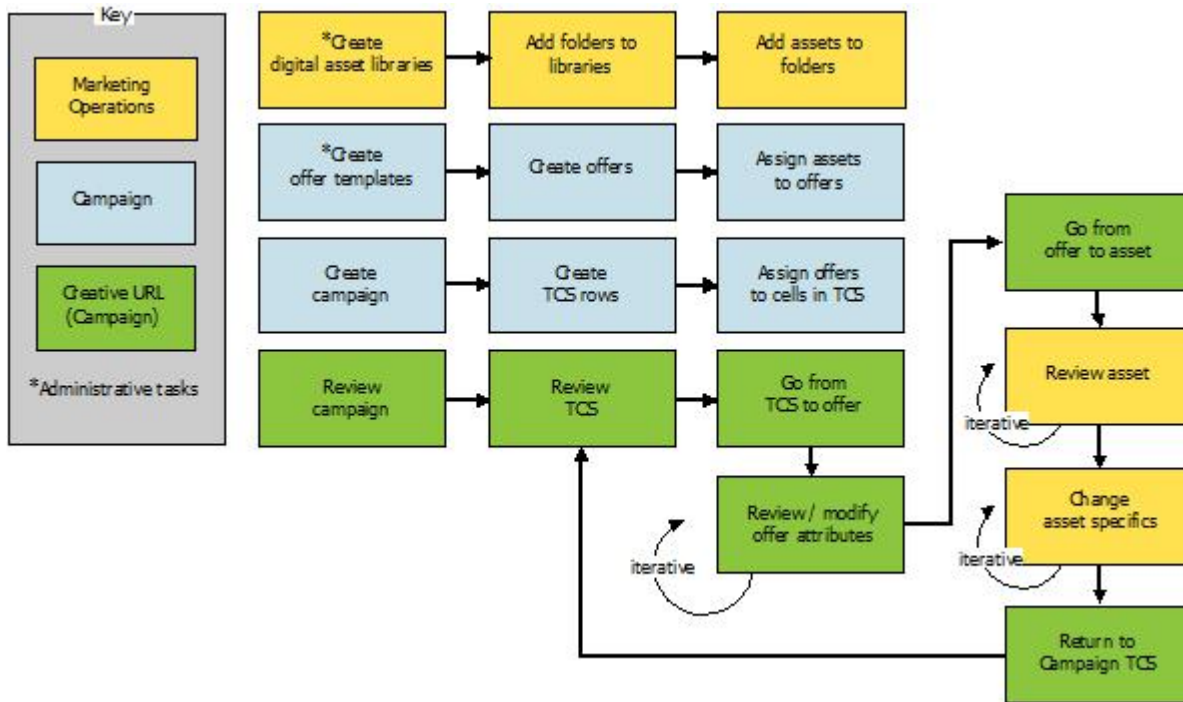 Key
Marketing
Operations
Campaign
Creative URL
(Campaign)
*Administrative tasks
*Create
digital asset libraries
Add folders to
libraries
Add assets to
folders
*Create
offer templates
Create offers
Assign assets
to offers
Create
campaign
Create
TCS rows
Assign offers
to cells in TCS
Review
campaign
Review
TCS
Go from
TCS to offer
Review / modify
offer attributes
iterative
Go from
offer to asset
Review asset
iterative
Change
asset specifics
iterative
Return to
Campaign TCS